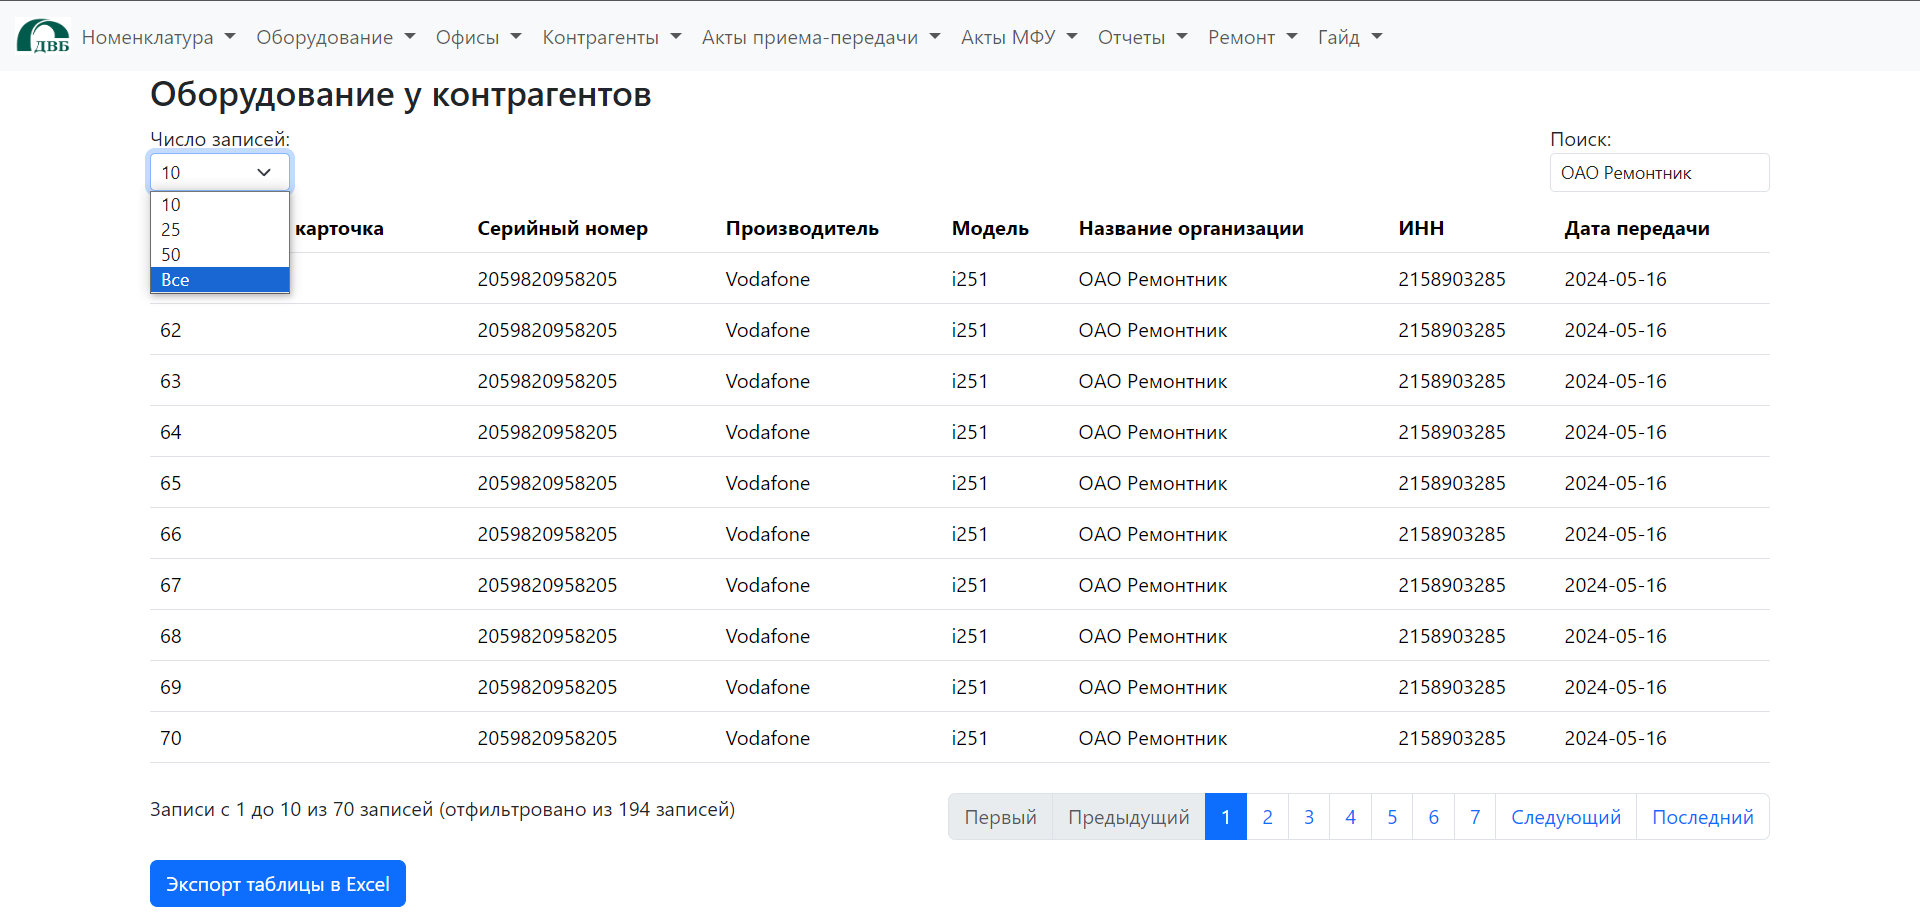 ДВБ Номенклатура Оборудование Офисы Контрагенты Акты приема-передачи Акты МФУ Отчеты Ремонт Гайд
Оборудование у контрагентов
Число записей:
Поиск:
10
ОАО Ремонтник
10
25
50
Все
карточка Серийный номер Производитель Модель Название организации ИНН Дата передачи
2059820958205 Vodafone i251 ОАО Ремонтник 2158903285 2024-05-16
62 2059820958205 Vodafone i251 ОАО Ремонтник 2158903285 2024-05-16
63 2059820958205 Vodafone i251 ОАО Ремонтник 2158903285 2024-05-16
64 2059820958205 Vodafone i251 ОАО Ремонтник 2158903285 2024-05-16
65 2059820958205 Vodafone i251 ОАО Ремонтник 2158903285 2024-05-16
66 2059820958205 Vodafone i251 ОАО Ремонтник 2158903285 2024-05-16
67 2059820958205 Vodafone i251 ОАО Ремонтник 2158903285 2024-05-16
68 2059820958205 Vodafone i251 ОАО Ремонтник 2158903285 2024-05-16
69 2059820958205 Vodafone i251 ОАО Ремонтник 2158903285 2024-05-16
70 2059820958205 Vodafone i251 ОАО Ремонтник 2158903285 2024-05-16
Записи с 1 до 10 из 70 записей (отфильтровано из 194 записей)
Первый Предыдущий 1 2 3 4 5 6 7 Следующий Последний
Экспорт таблицы в Excel